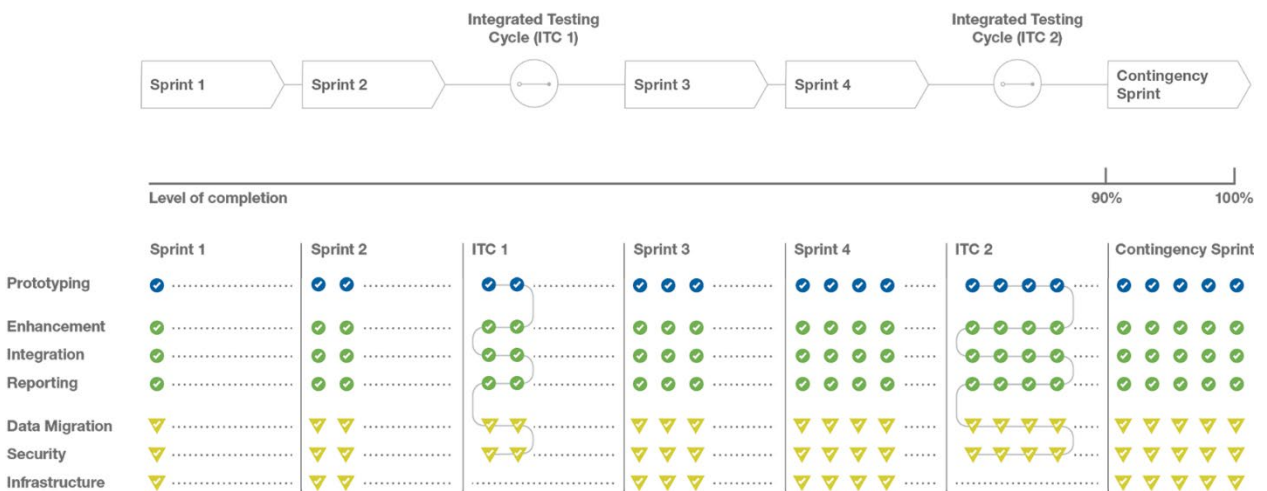 Integrated Testing
Cycle (ITC 1)
Integrated Testing
Cycle (ITC 2)
Sprint 1
Sprint 2
Sprint 3
Sprint 4
Contingency
Sprint
Level of completion
90%
100%
Sprint 1
Sprint 2
ITC 1
Sprint 3
Sprint 4
ITC 2
Contingency Sprint
Prototyping
Enhancement
Integration
Reporting
Data Migration
Security
Infrastructure